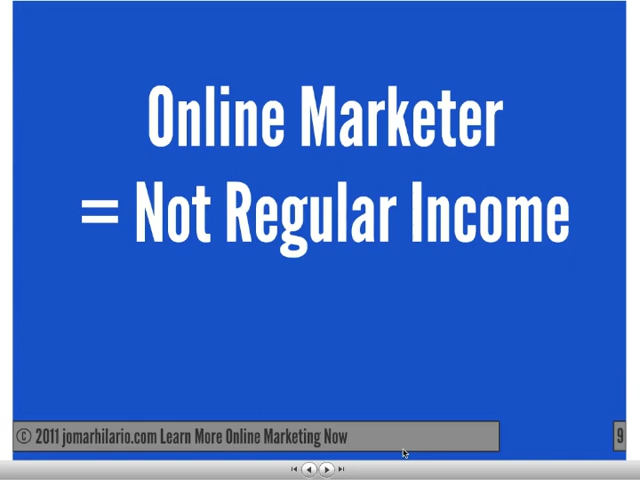 Online Marketer
= Not Regular Income
© 2011 jomarhilario.com Learn More Online Marketing Now
9